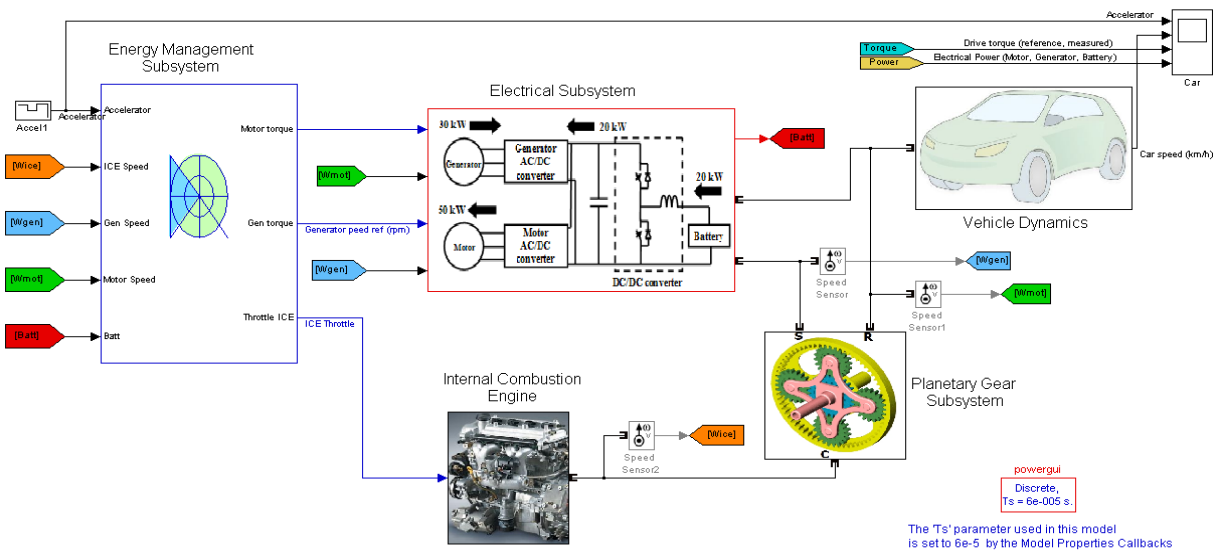 Accelerator
Energy Management
Subsystem
Torque
Drive torque (reference, measured)
Power
Electrical Power (Motor, Generator, Battery)
Car
Electrical Subsystem
Accel1
Accelerator
Accelerator
Motor torque
30 kW
20 kW
Generator
Generator
AC/DC
converter
[Batt]
Car speed (km/h)
[Wice]
ICE Speed
[Wmot]
20 kW
[Wgen]
Gen Speed
Gen torque
Generator peed ref (rpm)
50 kW
Motor
Motor
AC/DC
converter
Battery
Vehicle Dynamics
[Wmot]
Motor Speed
[Wgen]
DC/DC converter
ω
V
Speed
Sensor
[Wgen]
ω
V
Speed
Sensor1
[Wmot]
[Batt]
Batt
Throttle ICE
ICE Throttle
S
R
Internal Combustion
Engine
Planetary Gear
Subsystem
ω
V
Speed
Sensor2
[Wice]
C
powergui
Discrete,
Ts = 6e-005 s.
The 'Ts' parameter used in this model
is set to 6e-5 by the Model Properties Callbacks